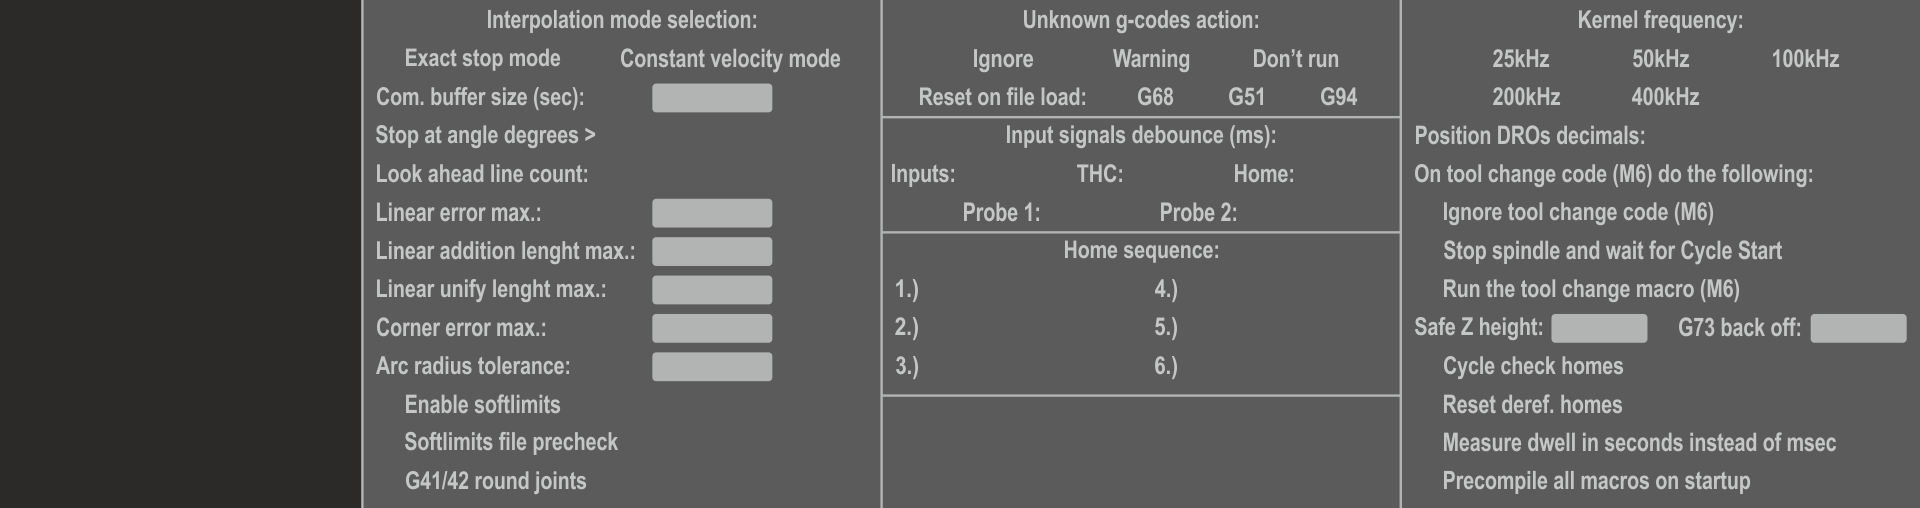 Interpolation mode selection:
Exact stop mode Constant velocity mode
Com. buffer size (sec):
Stop at angle degrees >
Look ahead line count:
Linear error max.:
Linear addition lenght max.:
Linear unify lenght max.:
Corner error max.:
Arc radius tolerance:
Enable softlimits
Softlimits file precheck
G41/42 round joints
Unknown g-codes action:
Ignore Warning Don’t run
Reset on file load: G68 G51 G94
Input signals debounce (ms):
Inputs: THC: Home:
Probe 1: Probe 2:
Home sequence:
1.) 4.)
2.) 5.)
3.) 6.)
Kernel frequency:
25kHz 50kHz 100kHz
200kHz 400kHz
Position DROs decimals:
On tool change code (M6) do the following:
Ignore tool change code (M6)
Stop spindle and wait for Cycle Start
Run the tool change macro (M6)
Safe Z height: G73 back off:
Cycle check homes
Reset deref. homes
Measure dwell in seconds instead of msec
Precompile all macros on startup